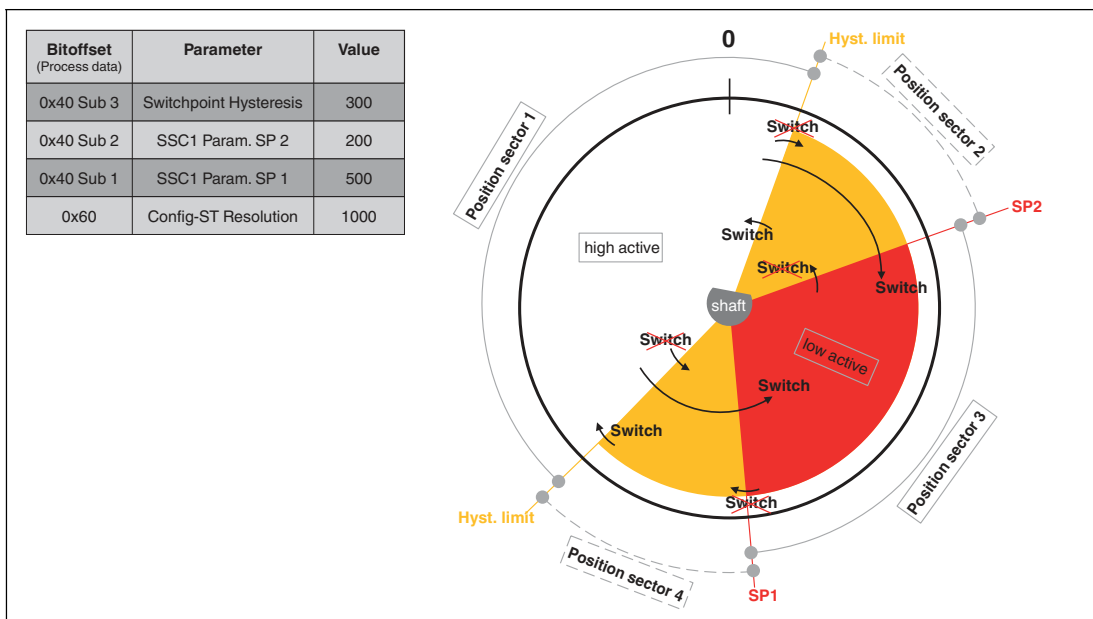 Bitoffset
(Process data)
Parameter
Value
0x40 Sub 3
Switchpoint Hysteresis
300
0x40 Sub 2
SSC1 Param. SP 2
200
0x40 Sub 1
SSC1 Param. SP 1
500
0x60
Config-ST Resolution
1000
0
Hyst. limit
Position sector 1
Position sector 2
Switch
SP2
high active
Switch
Switch
Switch
shaft
Switch
low active
Switch
Switch
Position sector 3
Switch
Hyst. limit
Position sector 4
SP1